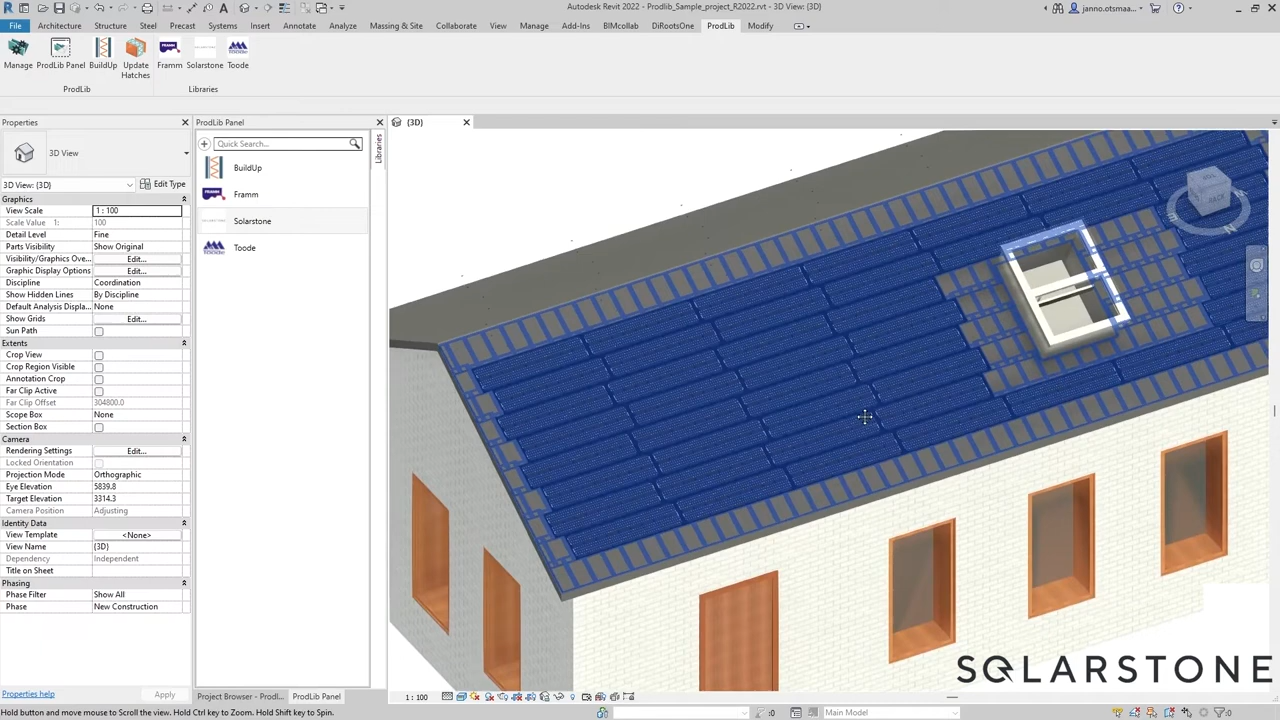 Autodesk Revit 2022 - Prodlib_Sample_project_R2022.rvt - 3D View: {3D}
janno.otsmaa...
File Architecture Structure Steel Precast Systems Insert Annotate Analyze Massing & Site Collaborate View Manage Add-Ins BIMcollab DiRootsOne ProdLib Modify
Manage ProdLib Panel BuildUp Update Hatches Framm Solarstone Toode
ProdLib Libraries
Properties
3D View
3D View: {3D} Edit Type
Graphics
View Scale 1 : 100
Scale Value 1: 100
Detail Level Fine
Parts Visibility Show Original
Visibility/Graphics Ove... Edit...
Graphic Display Options Edit...
Discipline Coordination
Show Hidden Lines By Discipline
Default Analysis Displa... None
Show Grids Edit...
Sun Path
Extents
Crop View
Crop Region Visible
Annotation Crop
Far Clip Active
Far Clip Offset 304800.0
Scope Box None
Section Box
Camera
Rendering Settings Edit...
Locked Orientation
Projection Mode Orthographic
Eye Elevation 5839.8
Target Elevation 3314.3
Camera Position Adjusting
Identity Data
View Template <None>
View Name {3D}
Dependency Independent
Title on Sheet
Phasing
Phase Filter Show All
Phase New Construction
Properties help Apply
ProdLib Panel
Quick Search...
BuildUp
Framm
Solarstone
Toode
Libraries
Project Browser - Prodl... ProdLib Panel
{3D}
BACK
SOLARSTONE
1 : 100
Hold button and move mouse to Scroll the view. Hold Ctrl key to Zoom. Hold Shift key to Spin.
:0 Main Model :0